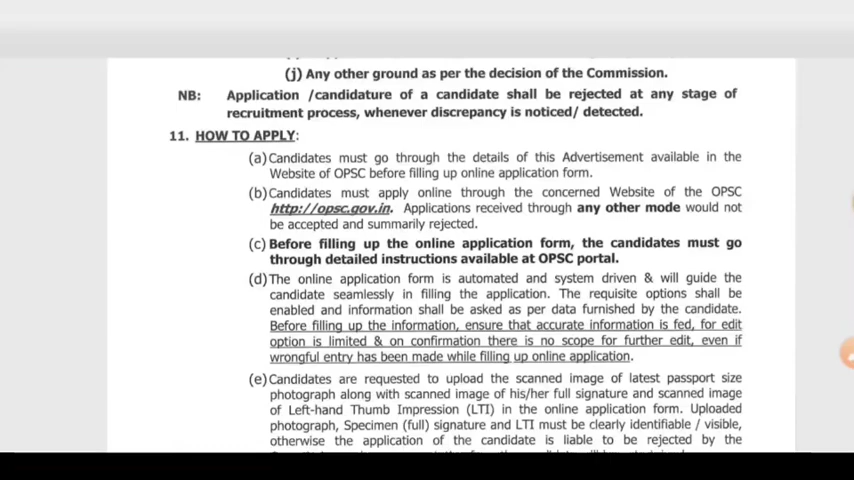 (j) Any other ground as per the decision of the Commission.
NB: Application /candidature of a candidate shall be rejected at any stage of
recruitment process, whenever discrepancy is noticed/ detected.
11. HOW TO APPLY:
(a) Candidates must go through the details of this Advertisement available in the
Website of OPSC before filling up online application form.
(b) Candidates must apply online through the concerned Website of the OPSC
http://opsc.gov.in. Applications received through any other mode would not
be accepted and summarily rejected.
(c) Before filling up the online application form, the candidates must go
through detailed instructions available at OPSC portal.
(d) The online application form is automated and system driven & will guide the
candidate seamlessly in filling the application. The requisite options shall be
enabled and information shall be asked as per data furnished by the candidate.
Before filling up the information, ensure that accurate information is fed, for edit
option is limited & on confirmation there is no scope for further edit, even if
wrongful entry has been made while filling up online application.
(e) Candidates are requested to upload the scanned image of latest passport size
photograph along with scanned image of his/her full signature and scanned image
of Left-hand Thumb Impression (LTI) in the online application form. Uploaded
photograph, Specimen (full) signature and LTI must be clearly identifiable / visible,
otherwise the application of the candidate is liable to be rejected by the